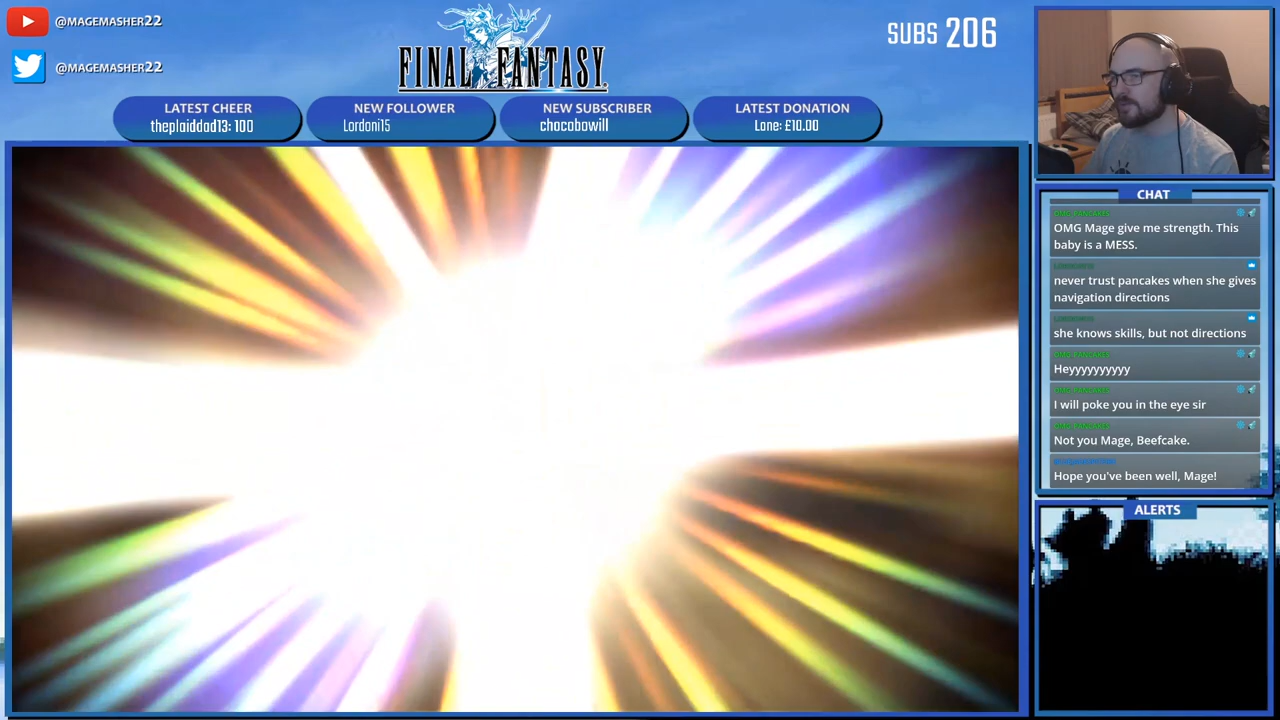 @MAGEMASHER22
@MAGEMASHER22
FINAL FANTASY
SUBS 206
LATEST CHEER
theplaiddad13: 100
NEW FOLLOWER
Lordoni15
NEW SUBSCRIBER
chocobowill
LATEST DONATION
Lone: £10.00
CHAT
OMG Mage give me strength. This
baby is a MESS.
never trust pancakes when she gives
navigation directions
she knows skills, but not directions
Heyyyyyyyyyy
I will poke you in the eye sir
Not you Mage, Beefcake.
Hope you've been well, Mage!
ALERTS